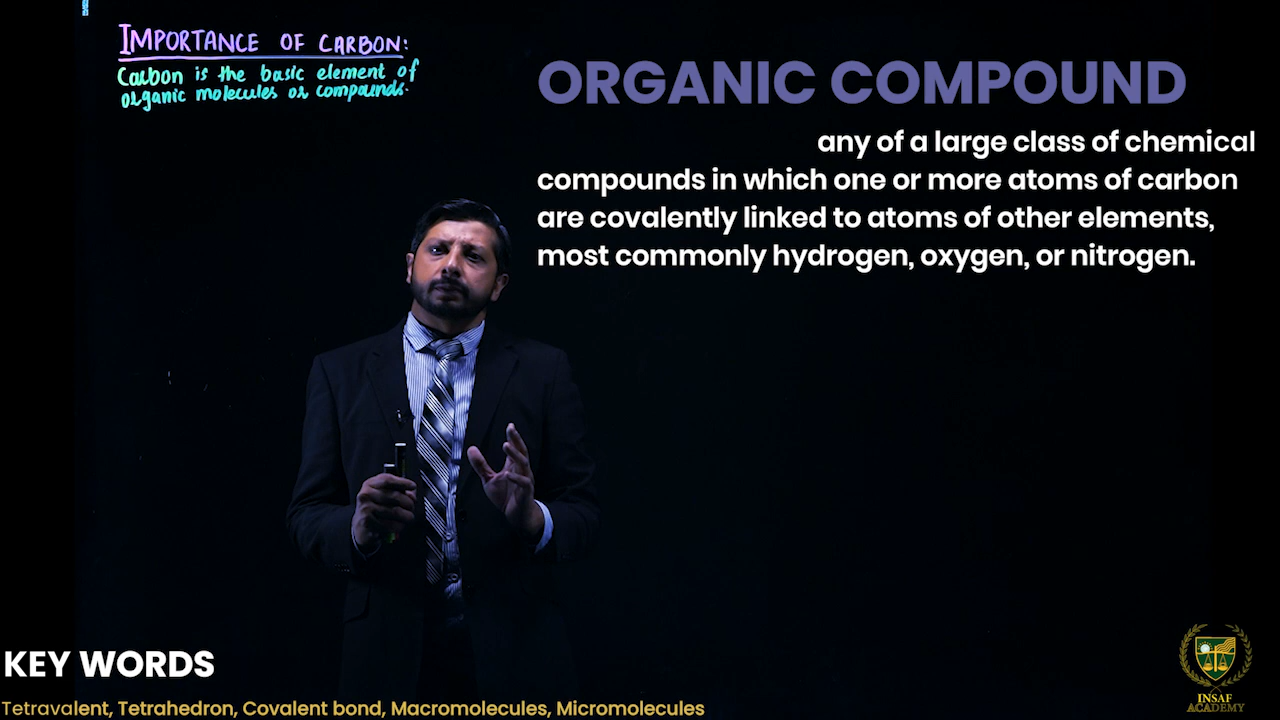 IMPORTANCE OF CARBON:
Carbon is the basic element of
organic molecules or compounds.
ORGANIC COMPOUND
any of a large class of chemical
compounds in which one or more atoms of carbon
are covalently linked to atoms of other elements,
most commonly hydrogen, oxygen, or nitrogen.
KEY WORDS
Tetravalent, Tetrahedron, Covalent bond, Macromolecules, Micromolecules
INSAF
ACADEMY